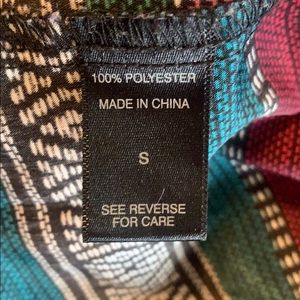 100% POLYESTER
MADE IN CHINA
S
SEE REVERSE
FOR CARE